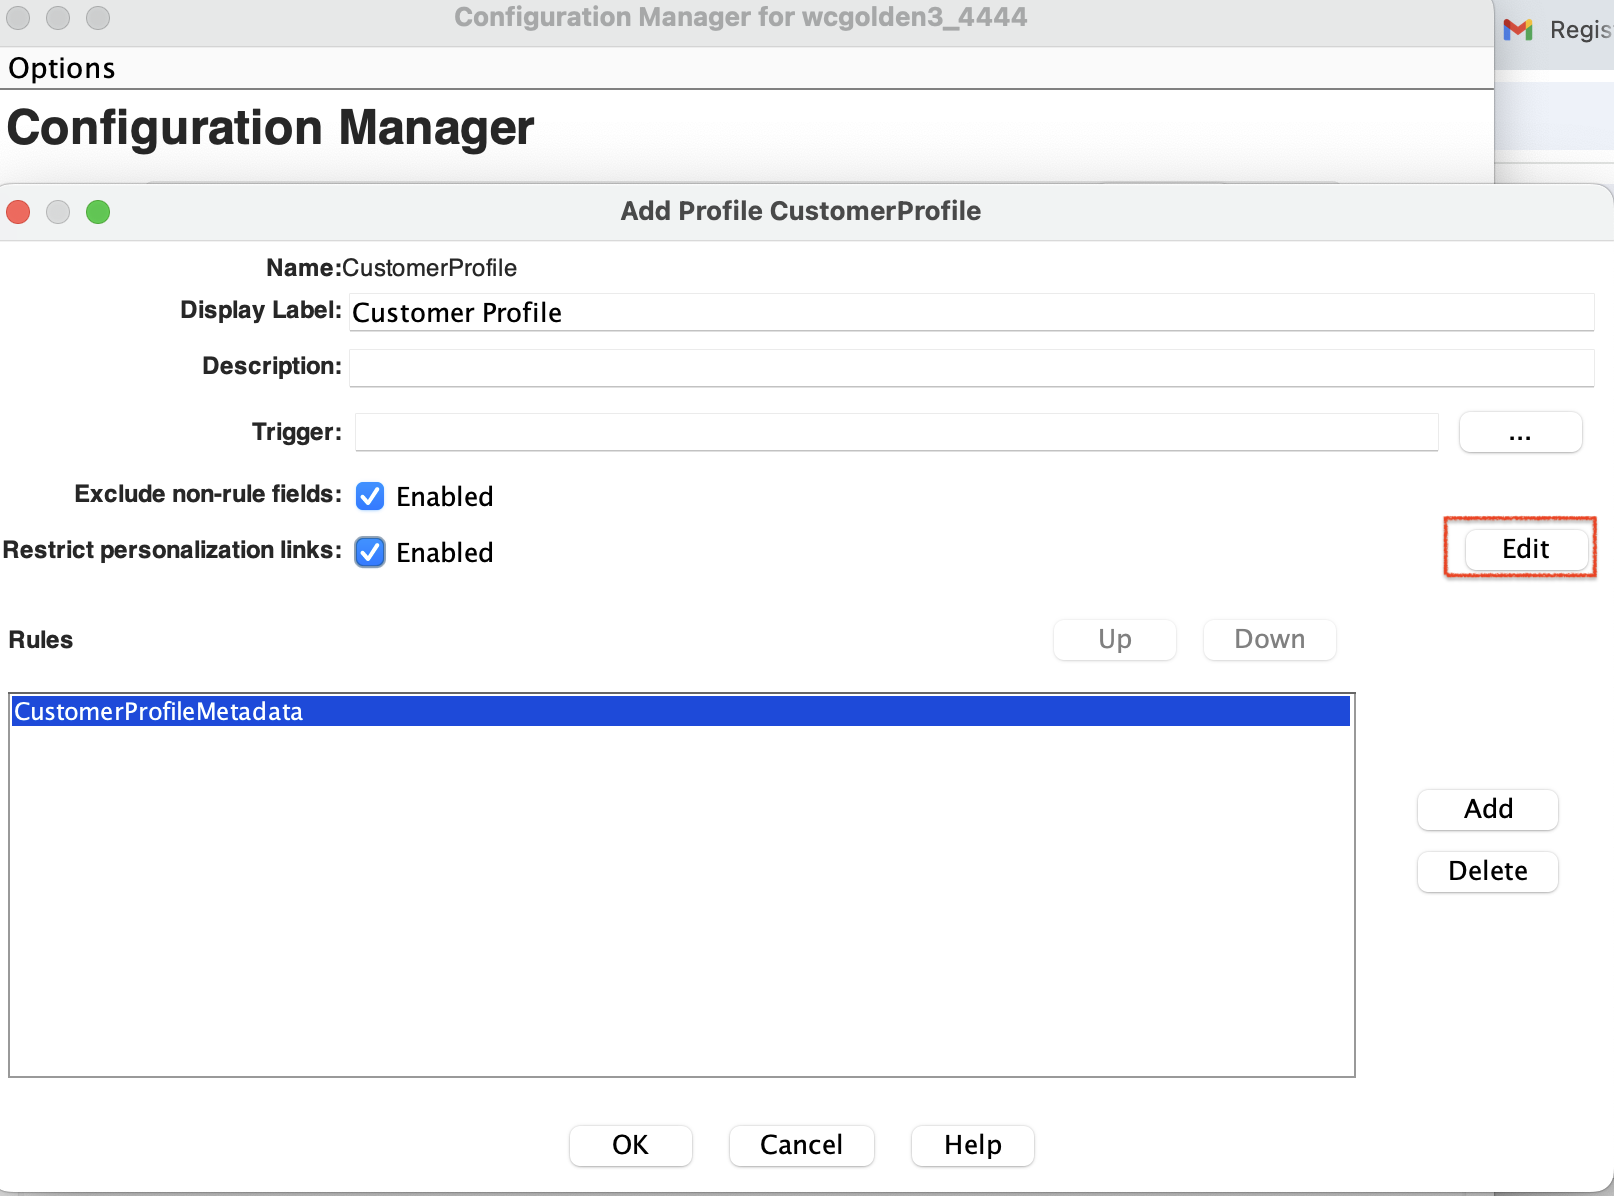 Configuration Manager for wcgolden3_4444
Regis
Options
Configuration Manager
Add Profile CustomerProfile
Name:CustomerProfile
Display Label: Customer Profile
Description:
Trigger: ...
Exclude non-rule fields: Enabled
Restrict personalization links: Enabled Edit
Rules Up Down
CustomerProfileMetadata
Add
Delete
OK Cancel Help